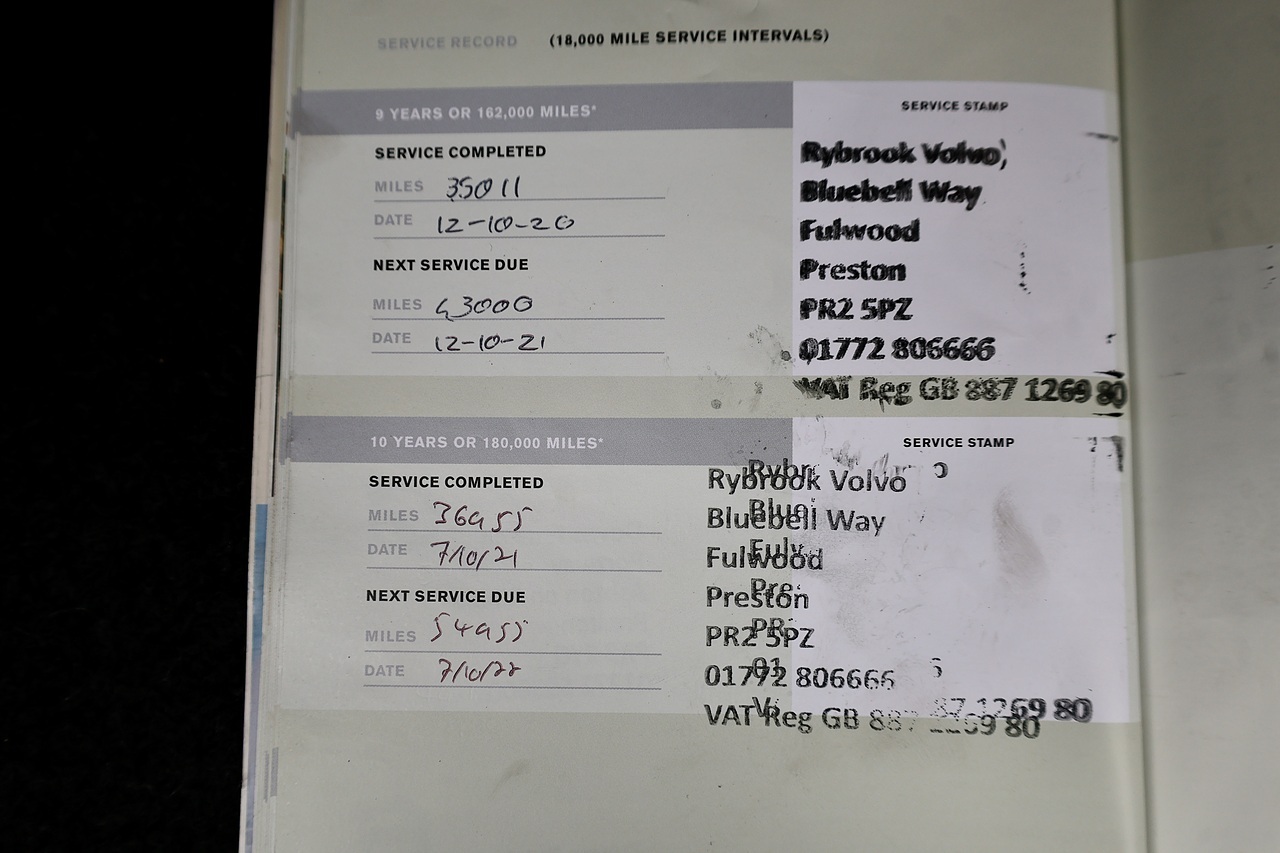 SERVICE RECORD (18,000 MILE SERVICE INTERVALS)
9 YEARS OR 162,000 MILES*
SERVICE COMPLETED
MILES 35011
DATE 12-10-20
NEXT SERVICE DUE
MILES 43000
DATE 12-10-21
SERVICE STAMP
Rybrook Volvo
Bluebell Way
Fulwood
Preston
PR2 5PZ
01772 806666
VAT Reg GB 887 1269 80
10 YEARS OR 180,000 MILES*
SERVICE COMPLETED
MILES 36955
DATE 7/10/21
NEXT SERVICE DUE
MILES 54955
DATE 7/10/22
SERVICE STAMP
Rybrook Volvo
Bluebell Way
Fulwood
Preston
PR2 5PZ
01772 806666
VAT Reg GB 887 1269 80